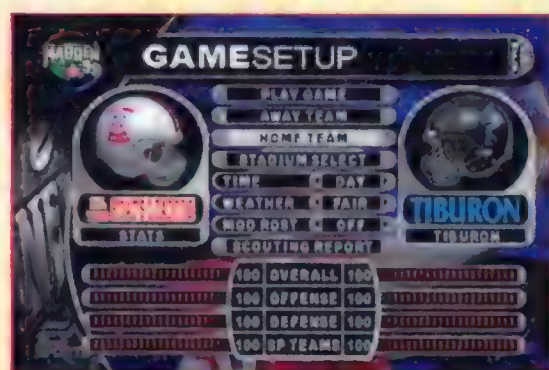 MADDEN
GAMESETUP
PLAY GAME
AWAY TEAM
HOME TEAM
STADIUM SELECT
TIME DAY
WEATHER FAIR
MOD ROST OFF
SCOUTING REPORT
STATS
TIBURON
TIBURON
100 OVERALL 100
100 OFFENSE 100
100 DEFENSE 100
100 SP TEAMS 100